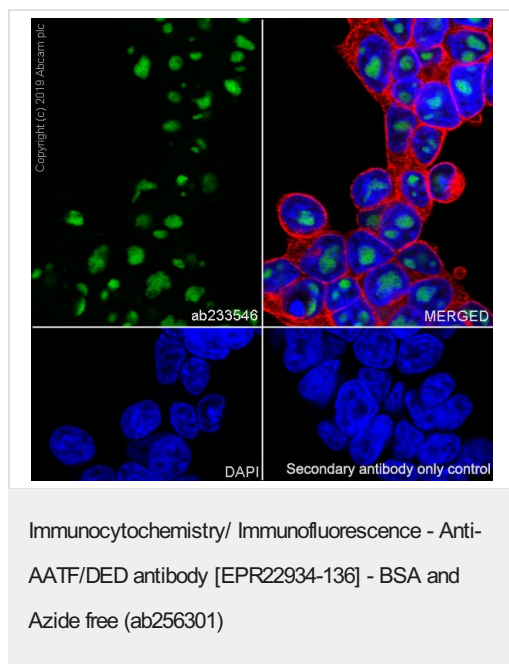 Copyright (c) 2019 Abcam plc
ab233546
MERGED
DAPI
Secondary antibody only control
Immunocytochemistry/ Immunofluorescence - Anti-
AATF/DED antibody [EPR22934-136] - BSA and
Azide free (ab256301)